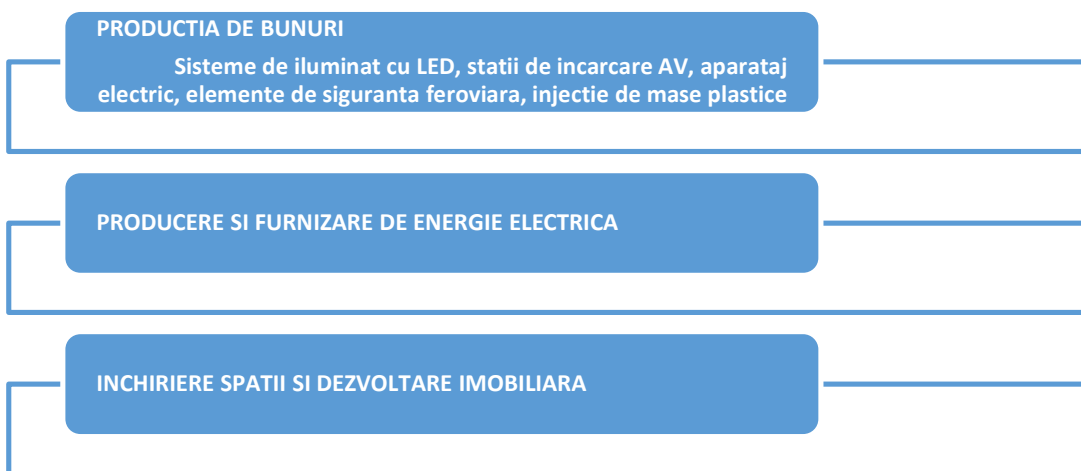 PRODUCTIA DE BUNURI
Sisteme de iluminat cu LED, statii de incarcare AV, aparataj
electric, elemente de siguranta feroviara, injectie de mase plastice
PRODUCERE SI FURNIZARE DE ENERGIE ELECTRICA
INCHIRIERE SPATII SI DEZVOLTARE IMOBILIARA